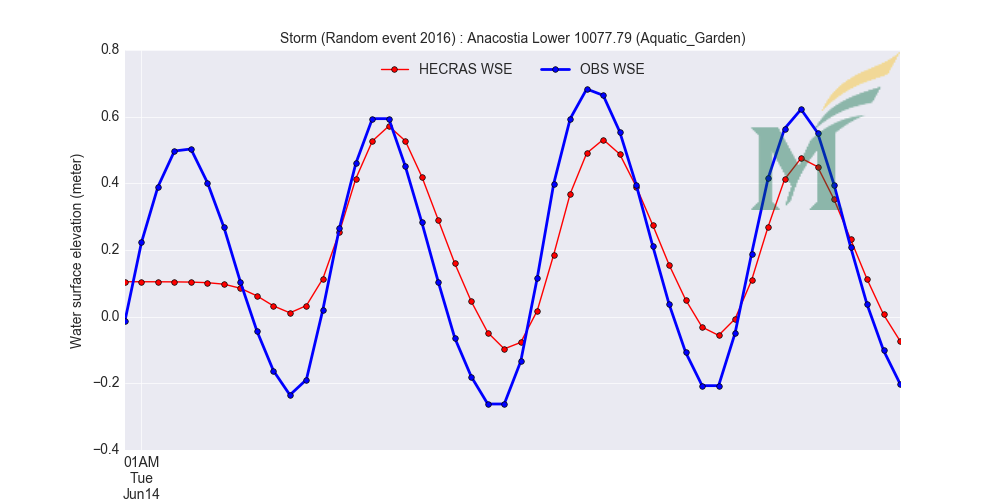 Storm (Random event 2016) : Anacostia Lower 10077.79 (Aquatic_Garden)
HECRAS WSE
OBS WSE
Water surface elevation (meter)
0.8
0.6
0.4
0.2
0.0
−0.2
−0.4
01AM
Tue
Jun14
M